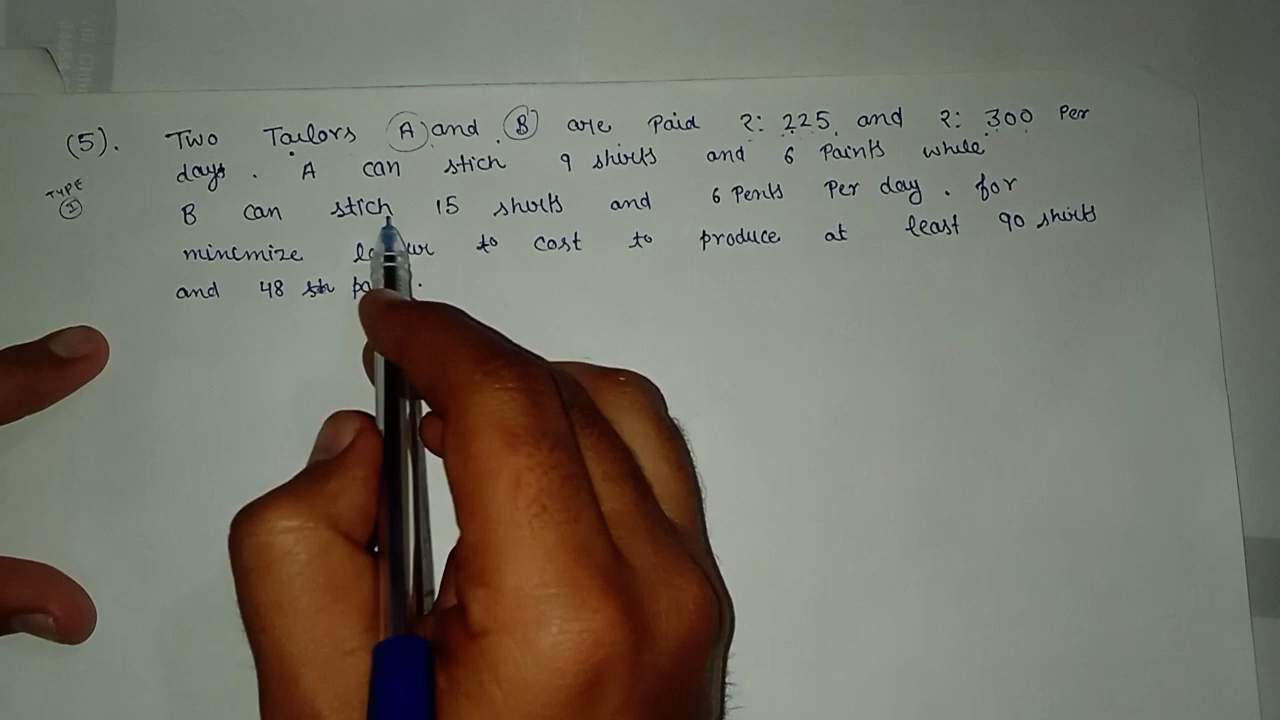 (5). Two Tailors A and B are Paid ₹: 225 and ₹: 300 Per
days. A can stich 9 shirts and 6 Paints while
TYPE
B can stich 15 shirts and 6 Pents Per day. for
minimize to cost to produce at least 90 shirts
and 48